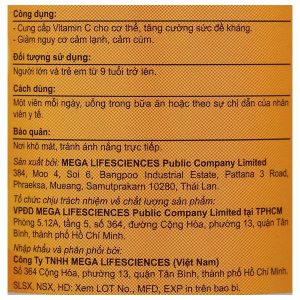 Công dụng:
- Cung cấp Vitamin C cho cơ thể, tăng cường sức đề kháng.
- Giảm nguy cơ cảm lạnh, cảm cúm.
Đối tượng sử dụng:
Người lớn và trẻ em từ 9 tuổi trở lên.
Cách dùng:
Một viên mỗi ngày, uống trong bữa ăn hoặc theo sự chỉ dẫn của nhân
viên y tế.
Bảo quản:
Nơi khô mát, tránh ánh nắng trực tiếp.
Sản xuất bởi: MEGA LIFESCIENCES Public Company Limited
384, Moo 4, Soi 6, Bangpoo Industrial Estate, Pattana 3 Road,
Phraeksa, Mueang, Samutprakarn 10280, Thái Lan.
Tổ chức chịu trách nhiệm về chất lượng sản phẩm:
VPDD MEGA LIFESCIENCES Public Company Limited tại TPHCM
Phòng 5.12A, tầng 5, số 364, đường Cộng Hòa, phường 13, quận Tân
Bình, thành phố Hồ Chí Minh.
Nhập khẩu và phân phối bởi:
Công Ty TNHH MEGA LIFESCIENCES (Việt Nam)
Số 364 Cộng Hòa, phường 13, quận Tân Bình, thành phố Hồ Chí Minh.
SLSX, NSX, HD: Xem LOT No., MFD, EXP in trên bao bì.